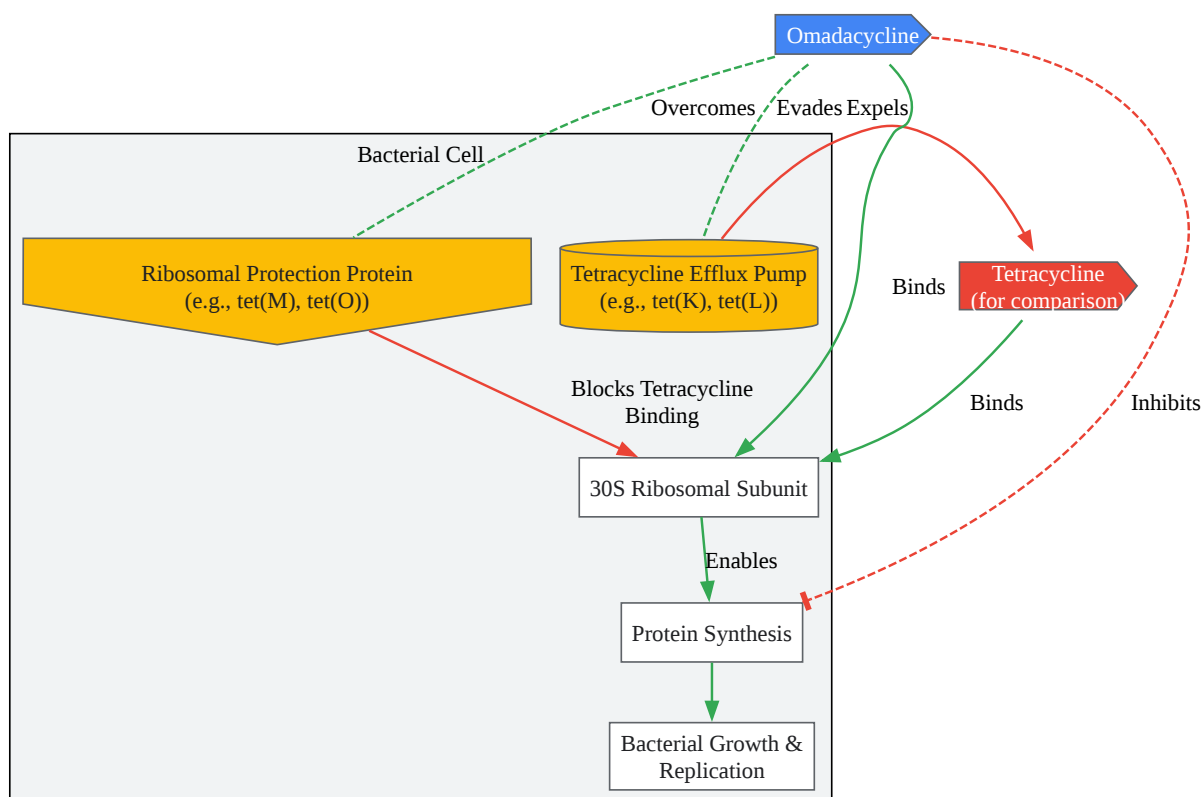 Omadacycline
Overcomes
Evades
Expels
Bacterial Cell
Ribosomal Protection Protein
(e.g., tet(M), tet(O))
Tetracycline Efflux Pump
(e.g., tet(K), tet(L))
Binds
Tetracycline
(for comparison)
Blocks Tetracycline
Binding
Binds
Inhibits
30S Ribosomal Subunit
Enables
Protein Synthesis
Bacterial Growth &
Replication